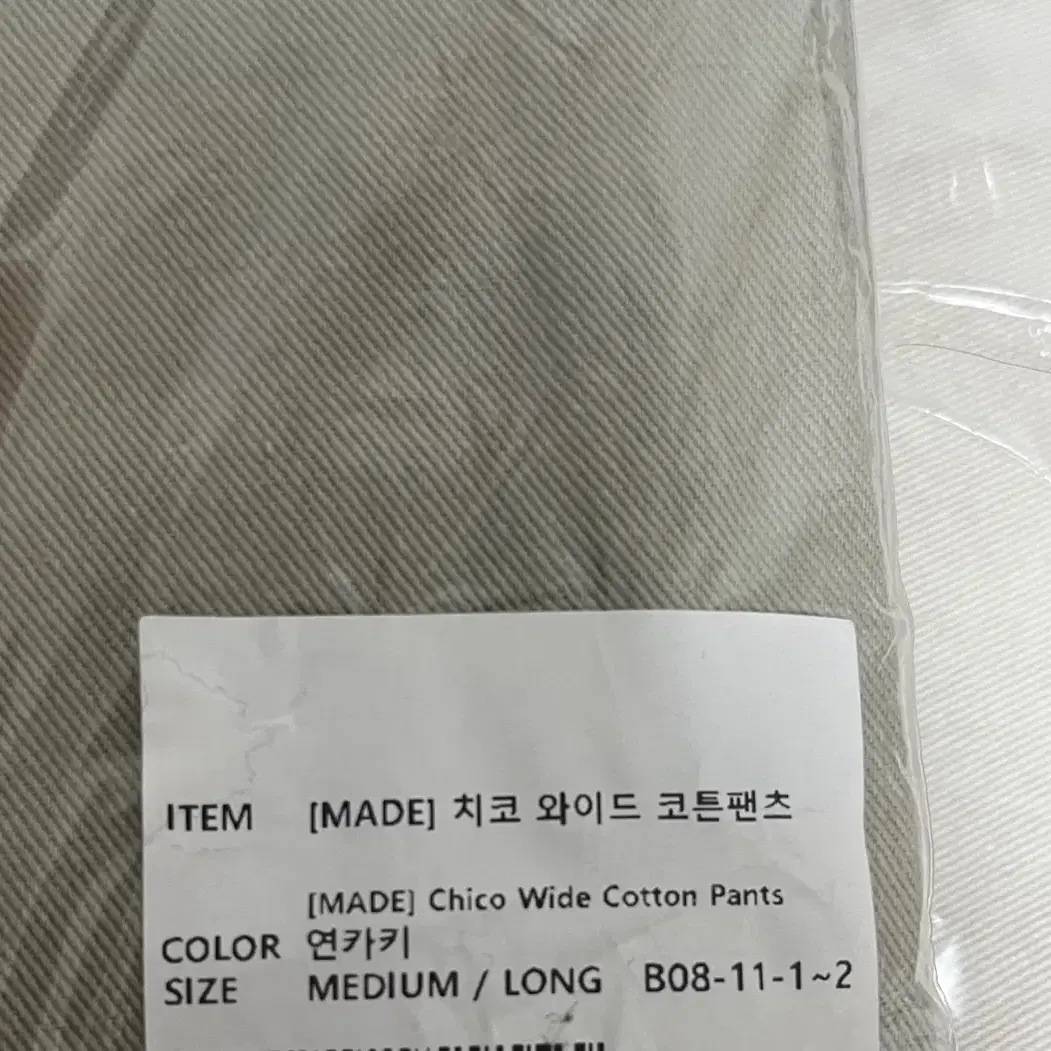 ITEM [MADE] 치코 와이드 코튼팬츠
[MADE] Chico Wide Cotton Pants
COLOR 연카키
SIZE MEDIUM / LONG B08-11-1~2